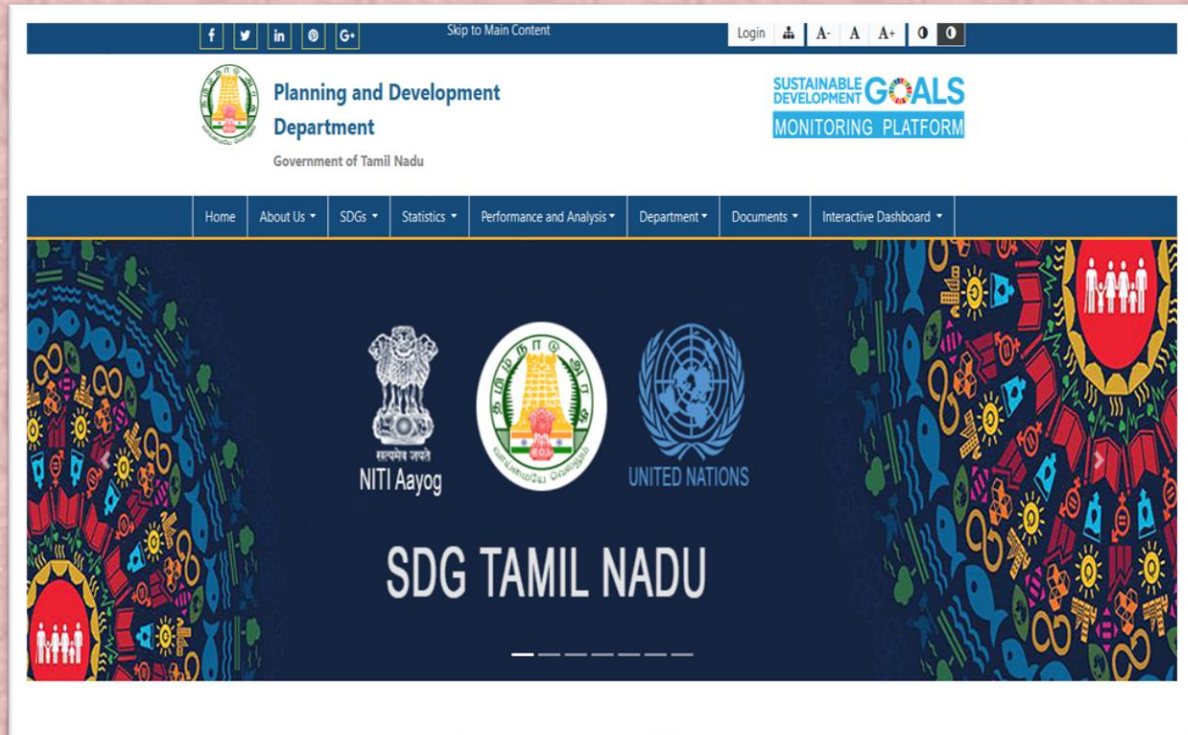 Skip to Main Content
Login A- A A+
Planning and Development
Department
Government of Tamil Nadu
SUSTAINABLE
DEVELOPMENT GOALS
MONITORING PLATFORM
Home About Us SDGs Statistics Performance and Analysis Department Documents Interactive Dashboard
தமிழ்நாடு அரசு
வாய்மையே வெல்லும்
सत्यमेव जयते
NITI Aayog
UNITED NATIONS
SDG TAMIL NADU